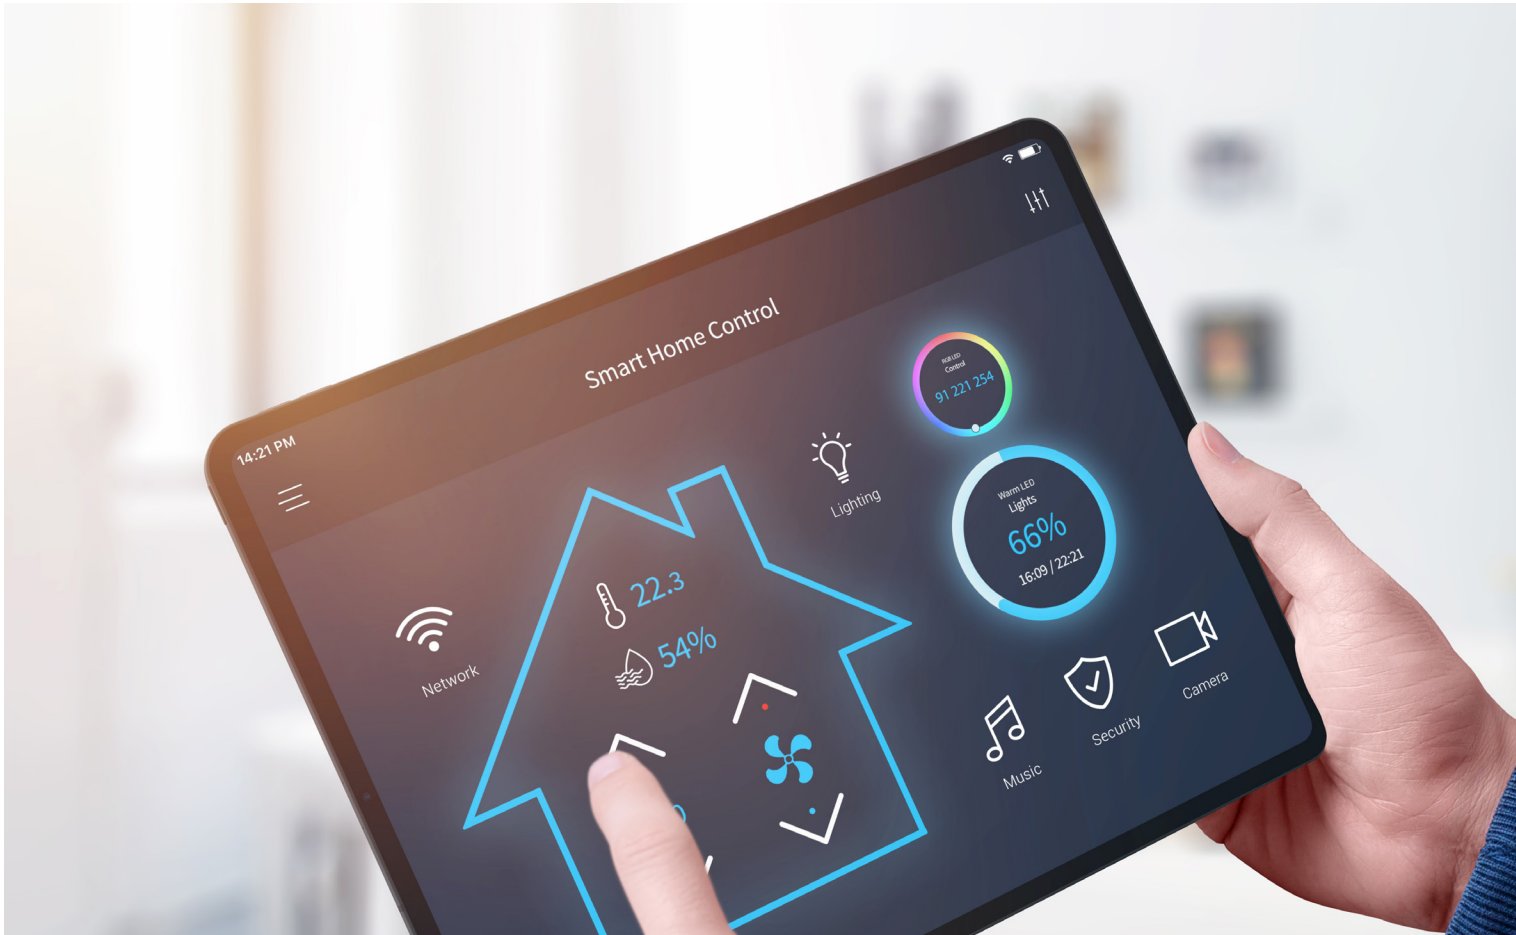 14:21 PM
Smart Home Control
RGB LED
Control
91 221 254
Lighting
Warm LED
Lights
66%
16:09 / 22:21
22.3
54%
Network
Camera
Security
Music